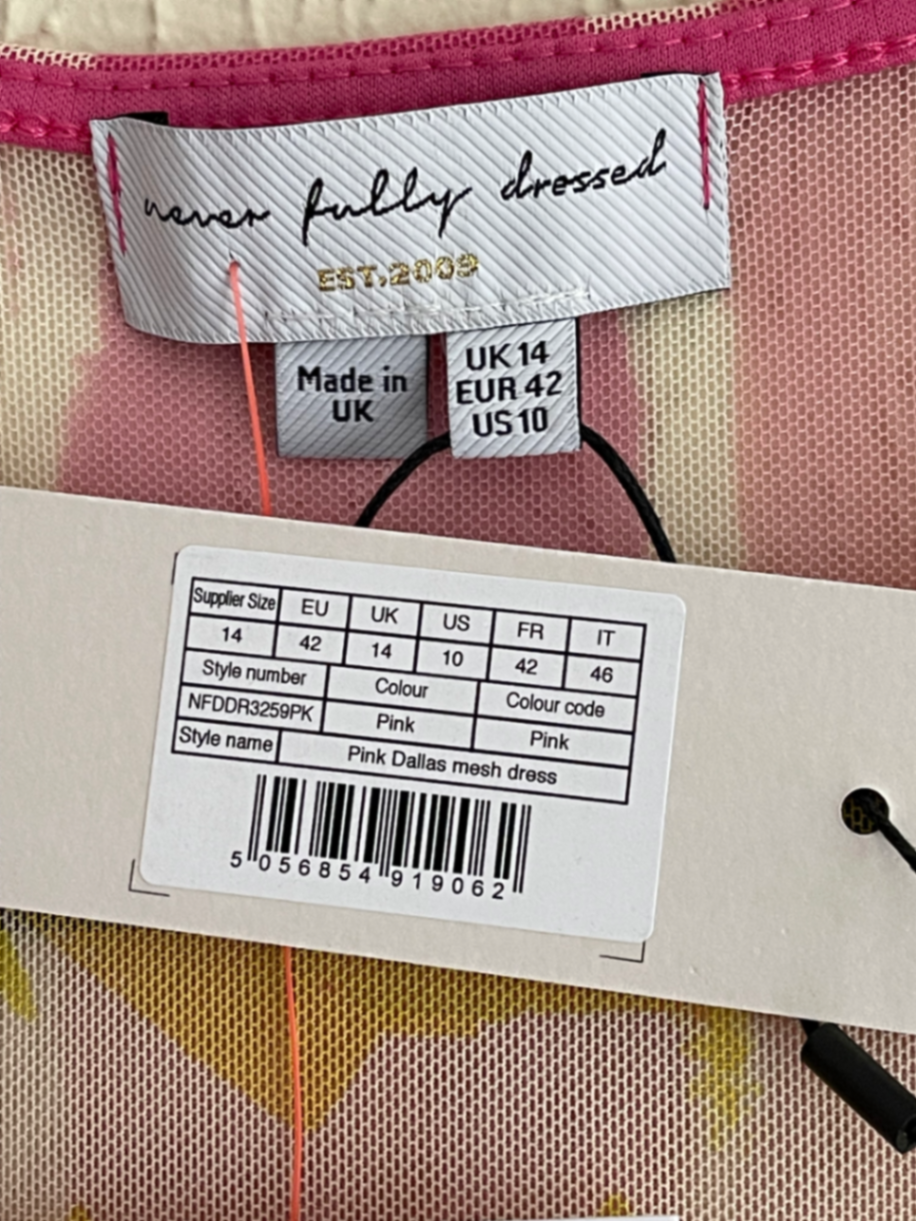 never fully dressed
EST.2009
Made in
UK
UK 14
EUR 42
US 10
Supplier Size EU UK US FR IT
14 42 14 10 42 46
Style number Colour Colour code
NFDDR3259PK Pink Pink
Style name Pink Dallas mesh dress
5 056854 919062